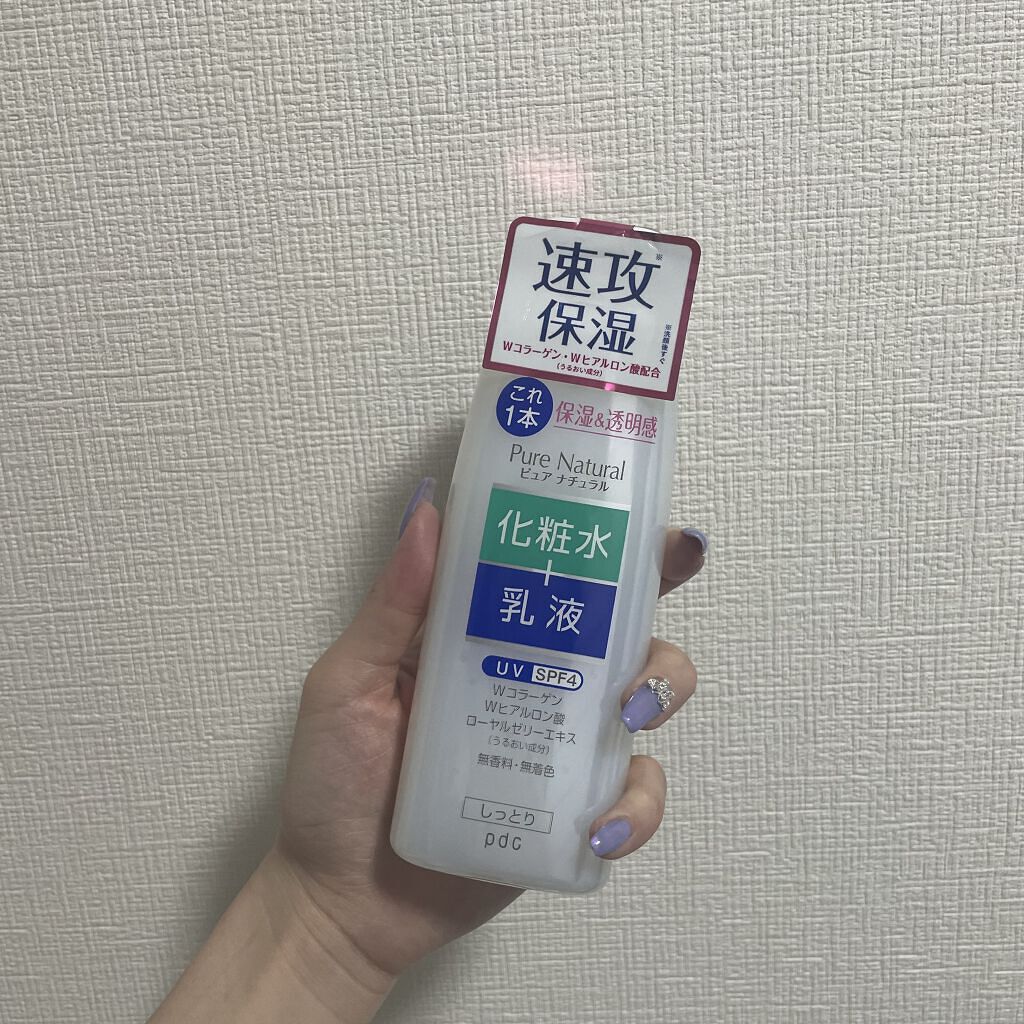 速攻※
保湿
※洗顔後すぐ
Wコラーゲン・Wヒアルロン酸配合
(うるおい成分)
これ
1本
保湿&透明感
Pure Natural
ピュア ナチュラル
化粧水
+
乳液
UV SPF4
Wコラーゲン
Wヒアルロン酸
ローヤルゼリーエキス
(うるおい成分)
無香料・無着色
しっとり
pdc